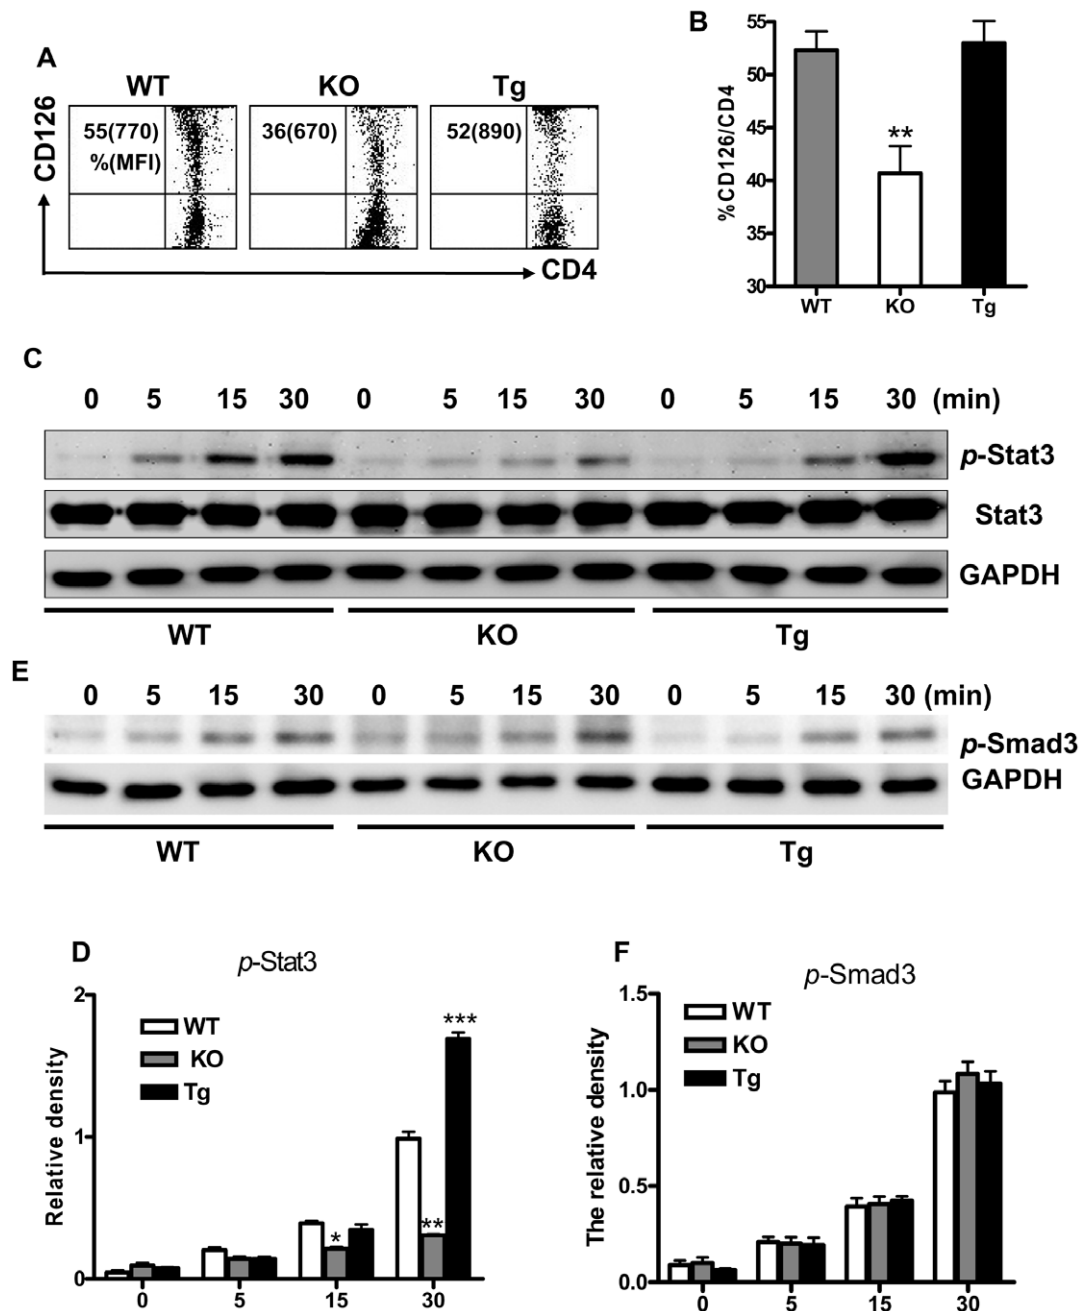 A
WT KO Tg
CD126
55(770)
%(MFI)
36(670)
52(890)
CD4
B
%CD126/CD4
55
50
45
40
35
30
**
WT KO Tg
C
0 5 15 30 0 5 15 30 0 5 15 30 (min)
p-Stat3
Stat3
GAPDH
WT KO Tg
E
0 5 15 30 0 5 15 30 0 5 15 30 (min)
p-Smad3
GAPDH
WT KO Tg
D
p-Stat3
Relative density
2
1
0
WT
KO
Tg
*
**
***
0 5 15 30
F
p-Smad3
The relative density
1.5
1.0
0.5
0.0
WT
KO
Tg
0 5 15 30